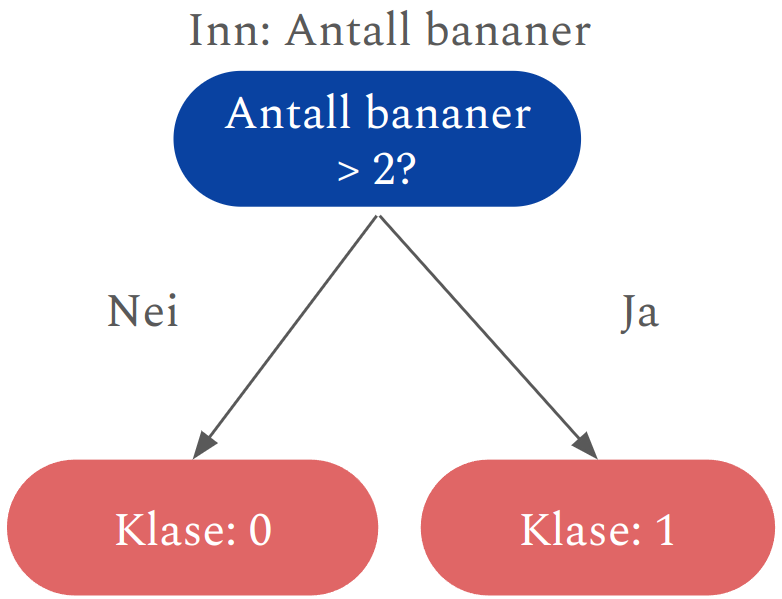 Inn: Antall bananer
Antall bananer
> 2?
Nei
Ja
Klase: 0
Klase: 1